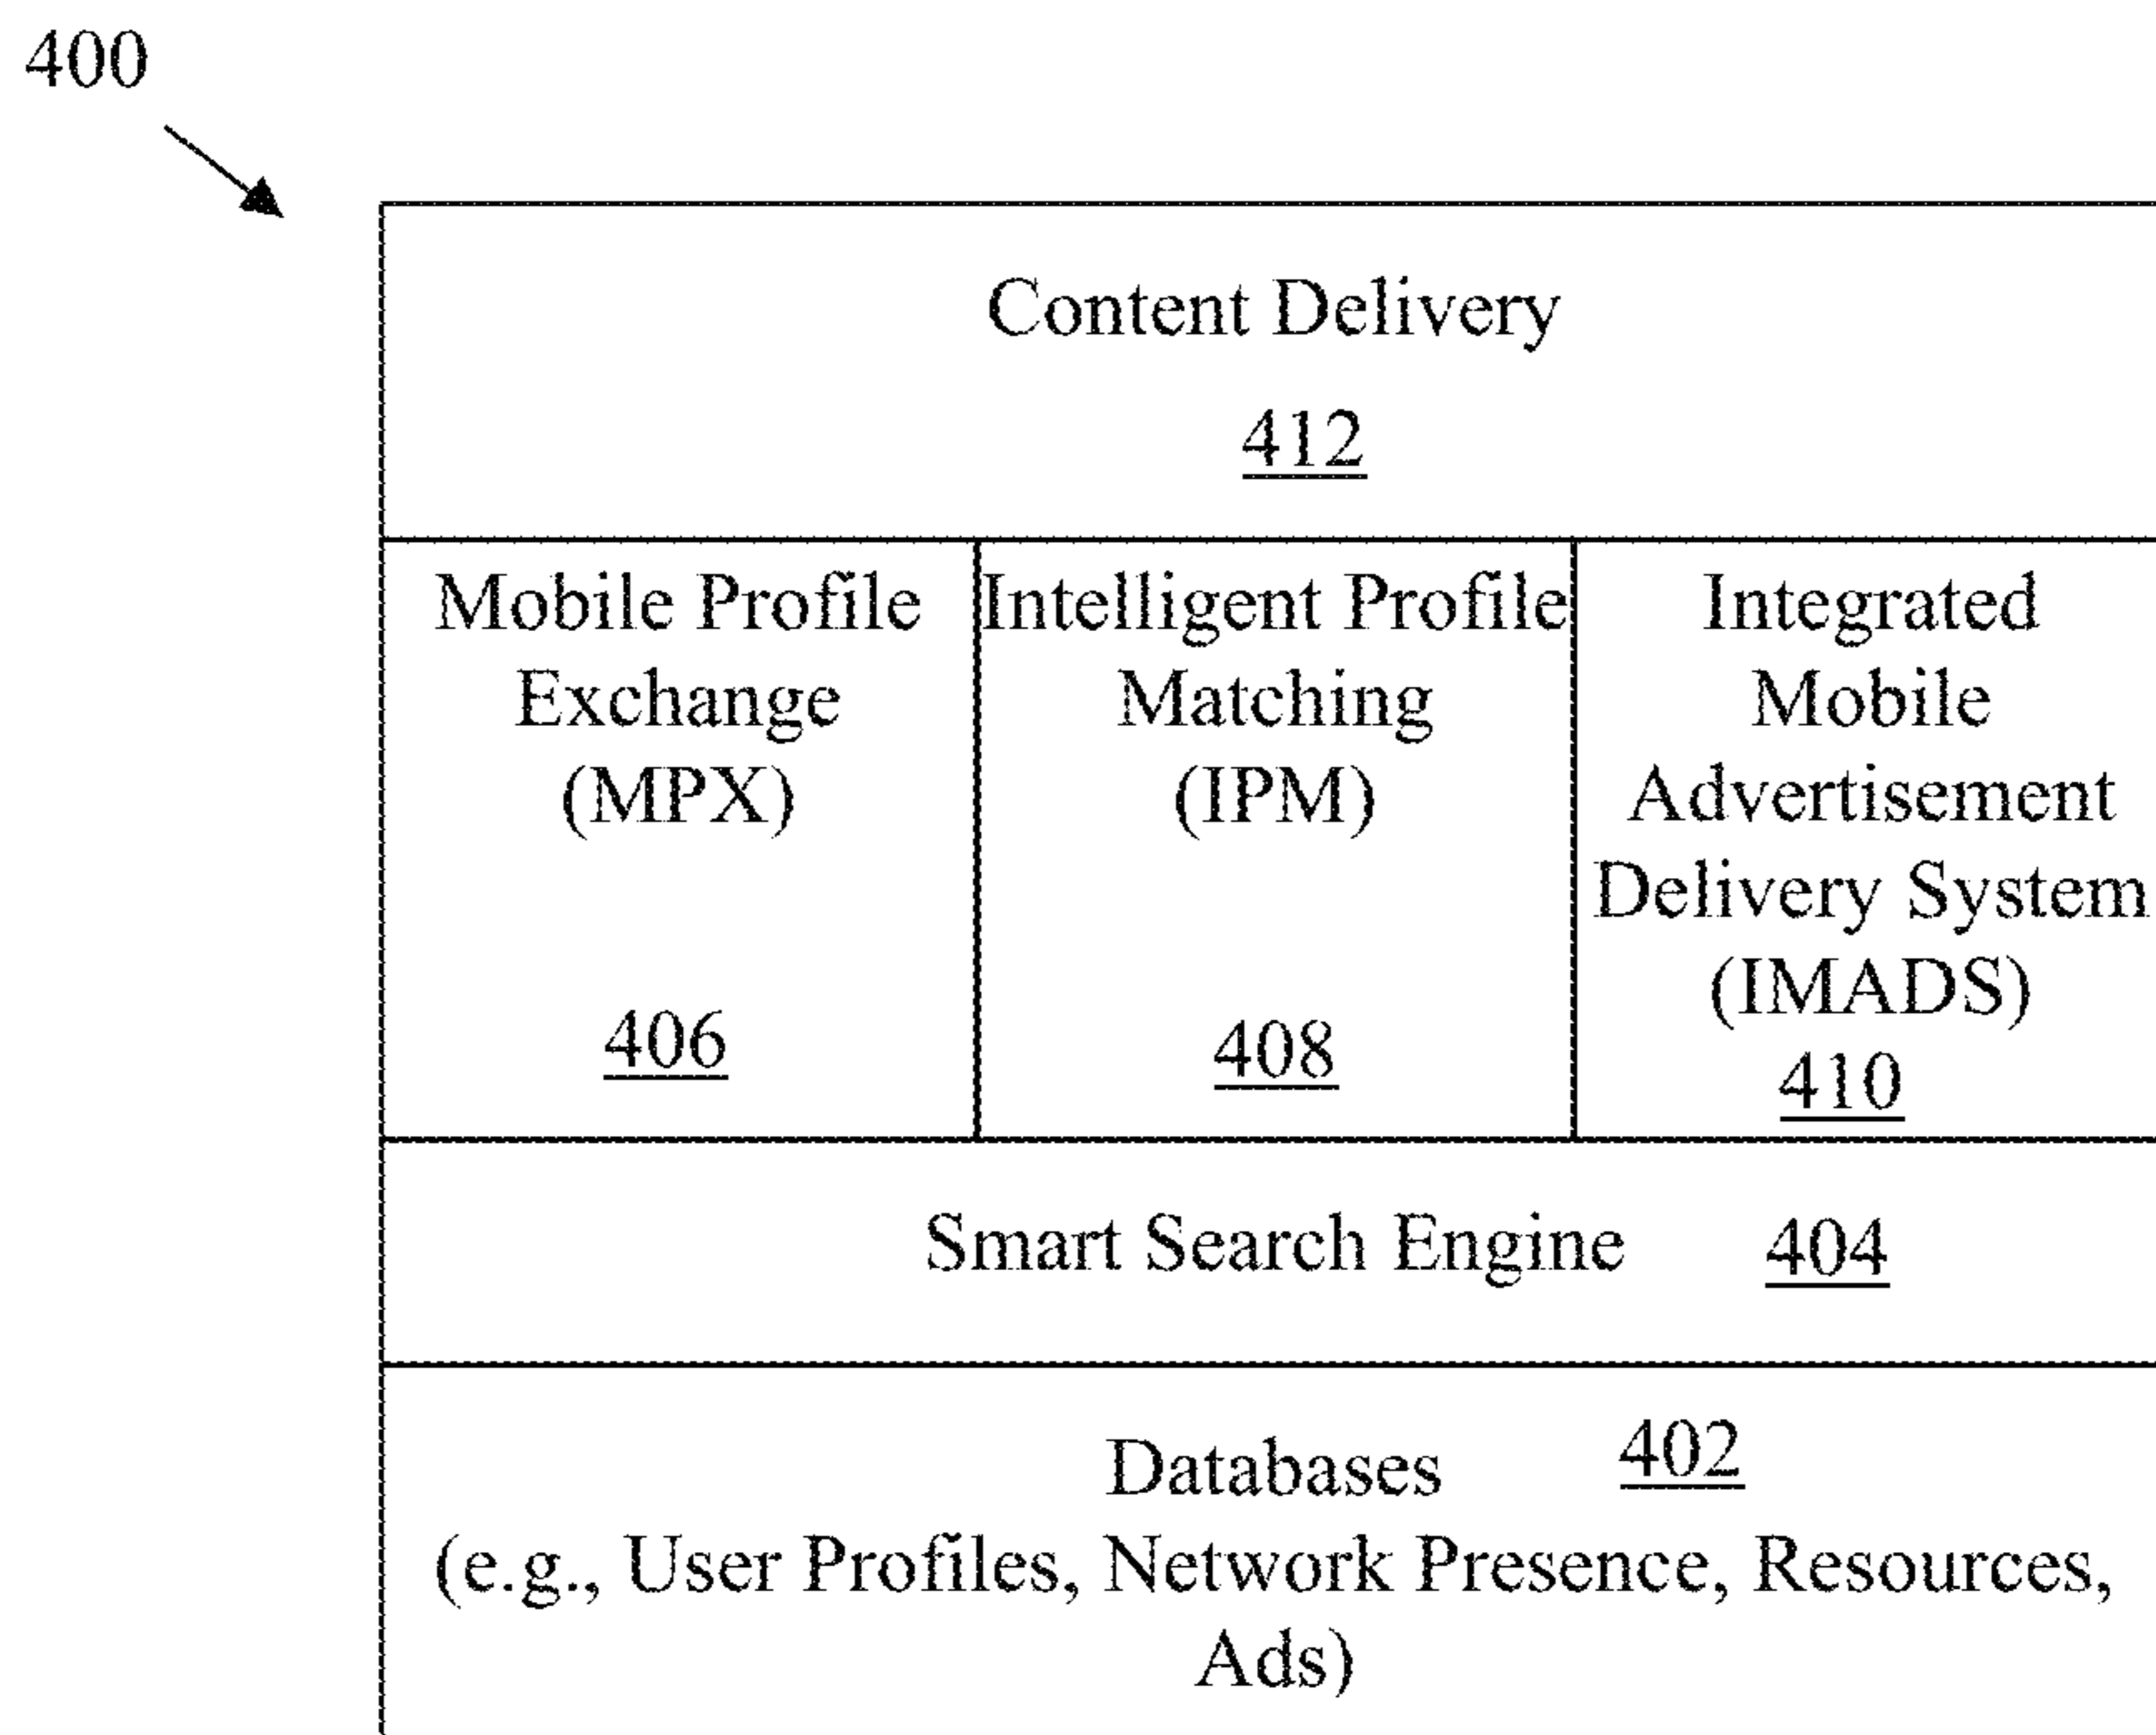 400
Content Delivery
412
Mobile Profile
Exchange
(MPX)
406
Intelligent Profile
Matching
(IPM)
408
Integrated
Mobile
Advertisement
Delivery System
(IMADS)
410
Smart Search Engine 404
Databases 402
(e.g., User Profiles, Network Presence, Resources,
Ads)